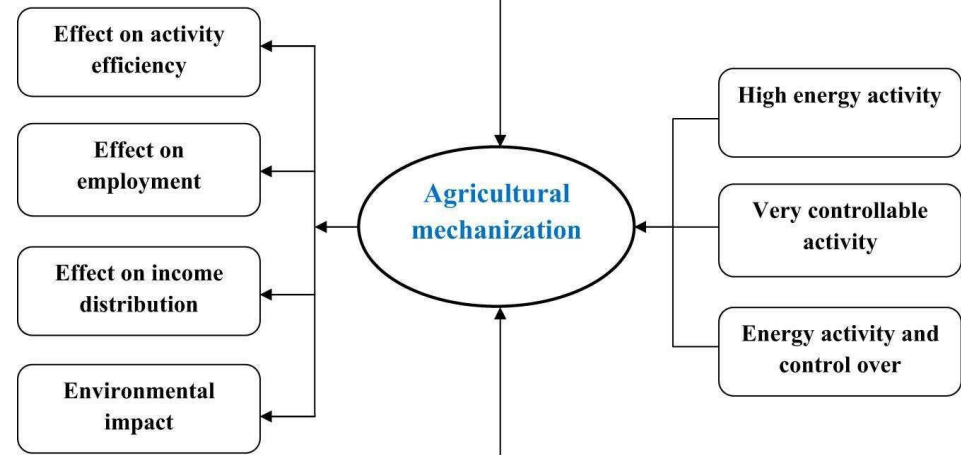 Effect on activity
efficiency
Effect on
employment
Effect on income
distribution
Environmental
impact
Agricultural
mechanization
High energy activity
Very controllable
activity
Energy activity and
control over